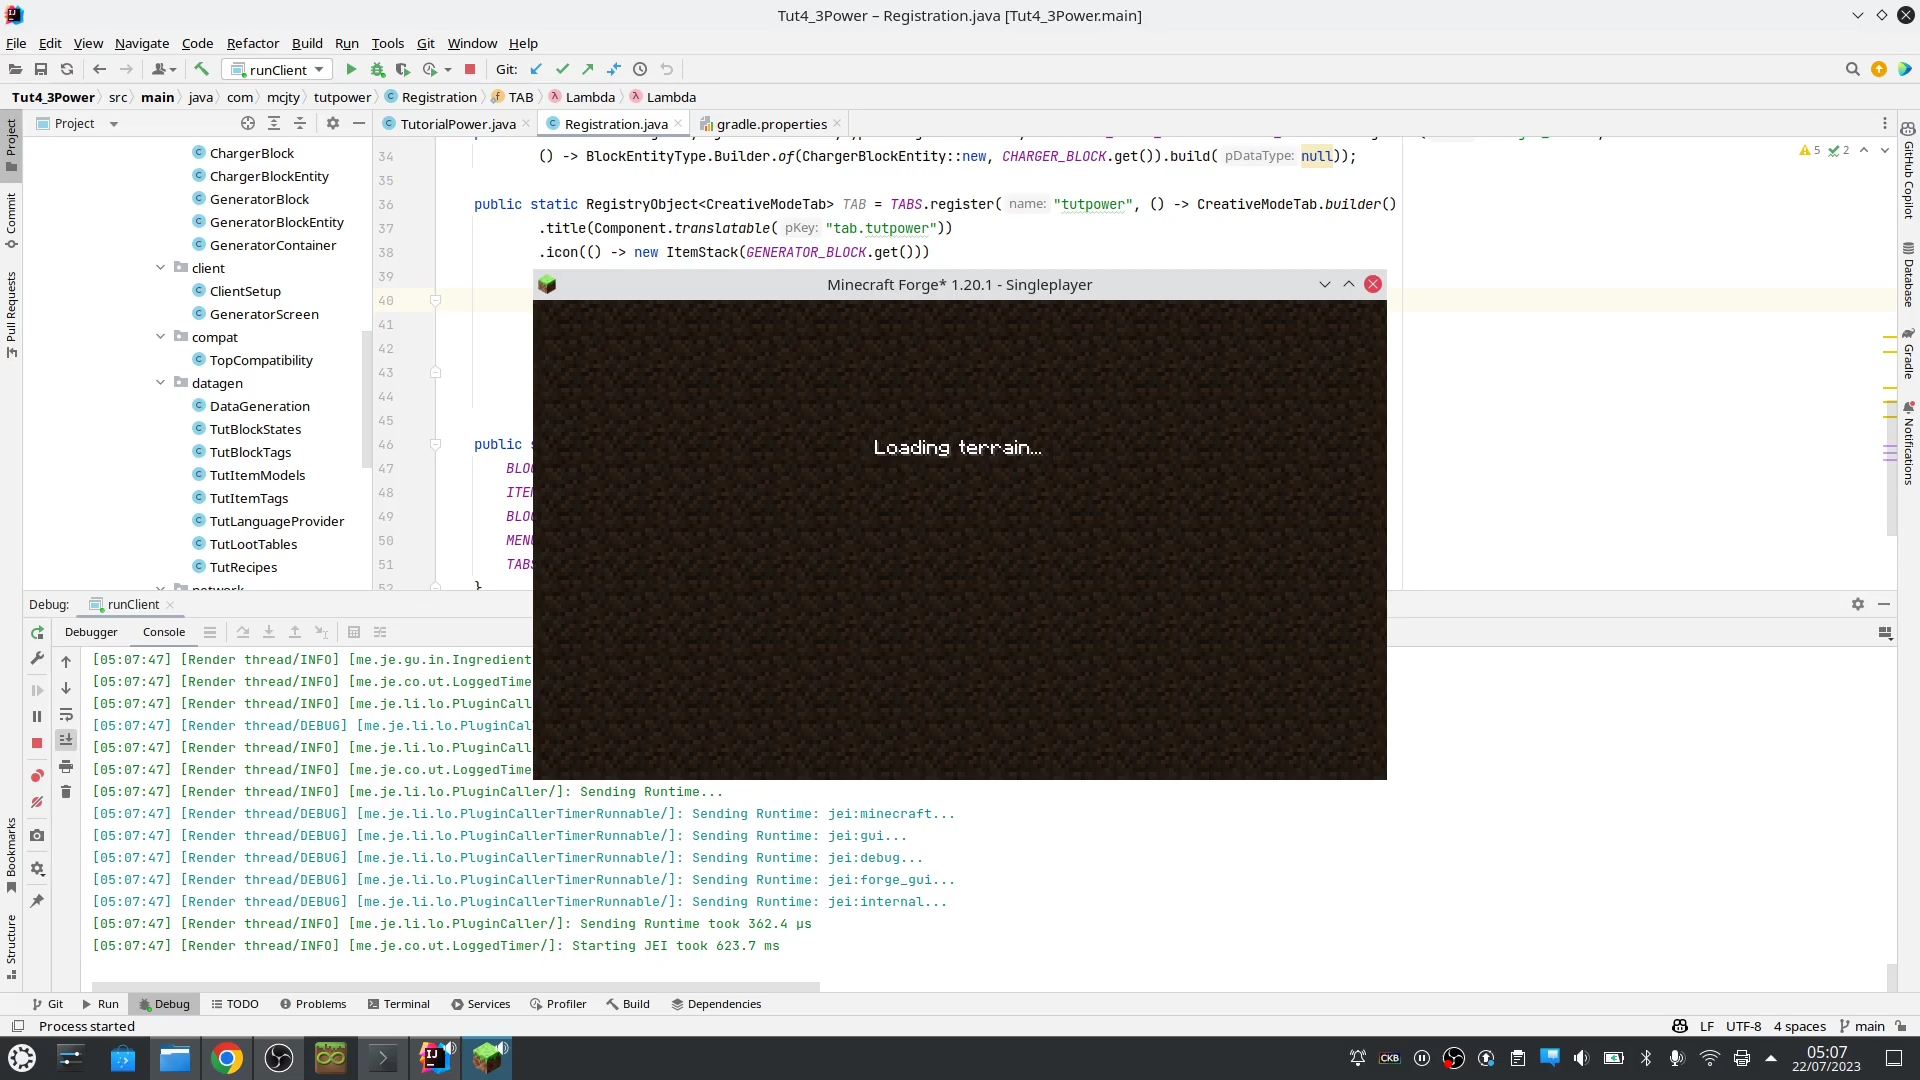 Tut4_3Power – Registration.java [Tut4_3Power.main]
File Edit View Navigate Code Refactor Build Run Tools Git Window Help
runClient Git:
Tut4_3Power src main java com mcjty tutpower Registration TAB Lambda Lambda
Project TutorialPower.java Registration.java gradle.properties
34 () -> BlockEntityType.Builder.of(ChargerBlockEntity::new, CHARGER_BLOCK.get()).build( pDataType: null));
5 2
35
36 public static RegistryObject<CreativeModeTab> TAB = TABS.register( name: "tutpower", () -> CreativeModeTab.builder()
37 .title(Component.translatable( pKey: "tab.tutpower"))
38 .icon(() -> new ItemStack(GENERATOR_BLOCK.get()))
39
40
41
42
43
44
45
46 public s
47 BLO
48 ITE
49 BLO
50 MEN
51 TABS
52 }
ChargerBlock
ChargerBlockEntity
GeneratorBlock
GeneratorBlockEntity
GeneratorContainer
client
ClientSetup
GeneratorScreen
compat
TopCompatibility
datagen
DataGeneration
TutBlockStates
TutBlockTags
TutItemModels
TutItemTags
TutLanguageProvider
TutLootTables
TutRecipes
network
Minecraft Forge* 1.20.1 - Singleplayer
Loading terrain...
Project
Commit
Pull Requests
Bookmarks
Structure
GitHub Copilot
Database
Gradle
Notifications
Debug: runClient
Debugger Console
[05:07:47] [Render thread/INFO] [me.je.gu.in.Ingredient
[05:07:47] [Render thread/INFO] [me.je.co.ut.LoggedTime
[05:07:47] [Render thread/INFO] [me.je.li.lo.PluginCall
[05:07:47] [Render thread/DEBUG] [me.je.li.lo.PluginCal
[05:07:47] [Render thread/INFO] [me.je.li.lo.PluginCall
[05:07:47] [Render thread/INFO] [me.je.co.ut.LoggedTime
[05:07:47] [Render thread/INFO] [me.je.li.lo.PluginCaller/]: Sending Runtime...
[05:07:47] [Render thread/DEBUG] [me.je.li.lo.PluginCallerTimerRunnable/]: Sending Runtime: jei:minecraft...
[05:07:47] [Render thread/DEBUG] [me.je.li.lo.PluginCallerTimerRunnable/]: Sending Runtime: jei:gui...
[05:07:47] [Render thread/DEBUG] [me.je.li.lo.PluginCallerTimerRunnable/]: Sending Runtime: jei:debug...
[05:07:47] [Render thread/DEBUG] [me.je.li.lo.PluginCallerTimerRunnable/]: Sending Runtime: jei:forge_gui...
[05:07:47] [Render thread/DEBUG] [me.je.li.lo.PluginCallerTimerRunnable/]: Sending Runtime: jei:internal...
[05:07:47] [Render thread/INFO] [me.je.li.lo.PluginCaller/]: Sending Runtime took 362.4 μs
[05:07:47] [Render thread/INFO] [me.je.co.ut.LoggedTimer/]: Starting JEI took 623.7 ms
Git Run Debug TODO Problems Terminal Services Profiler Build Dependencies
Process started LF UTF-8 4 spaces main
CKB 05:07
22/07/2023